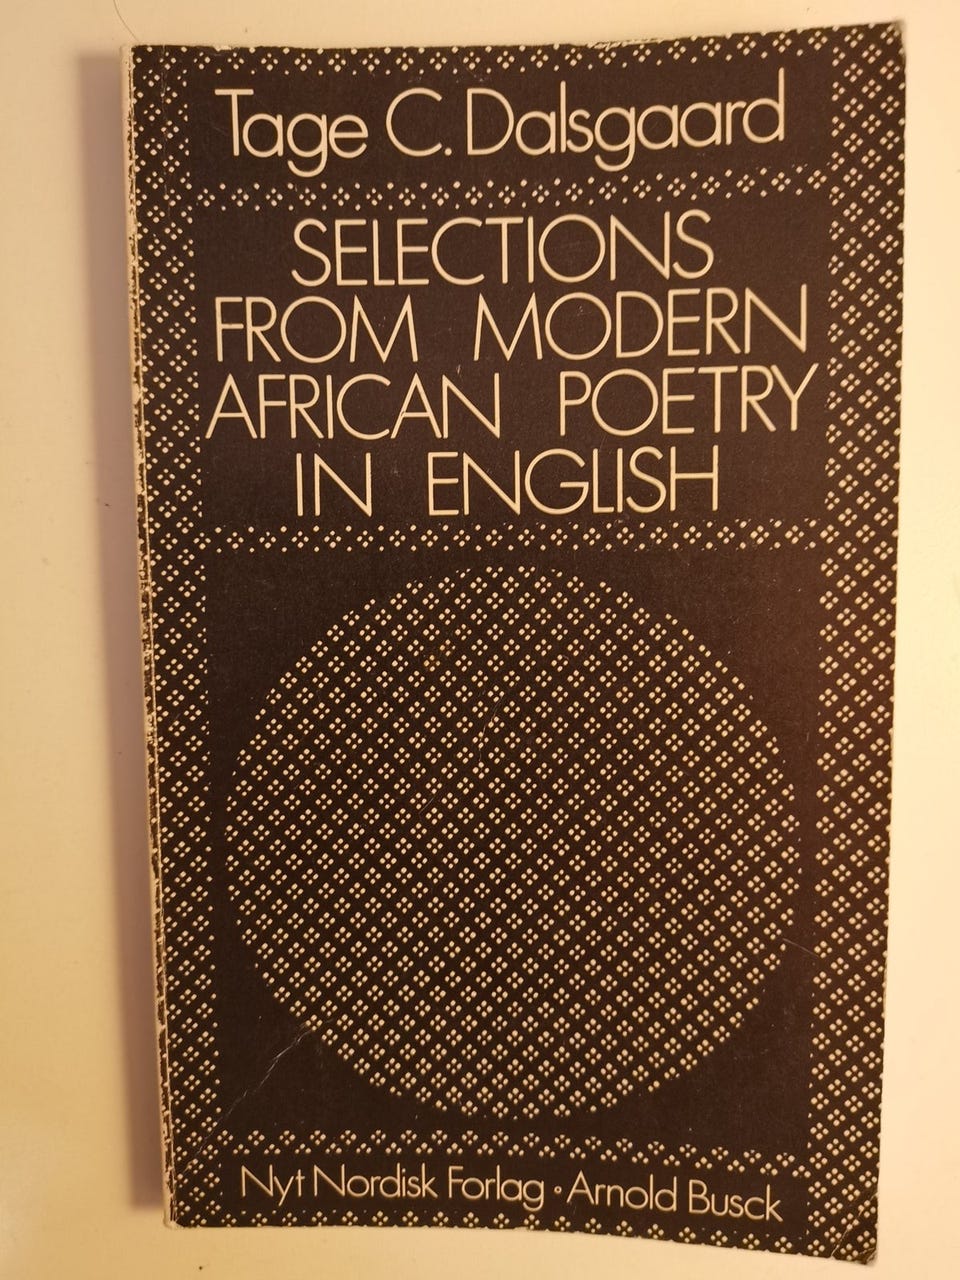 Tage C. Dalsgaard
SELECTIONS
FROM MODERN
AFRICAN POETRY
IN ENGLISH
Nyt Nordisk Forlag • Arnold Busck